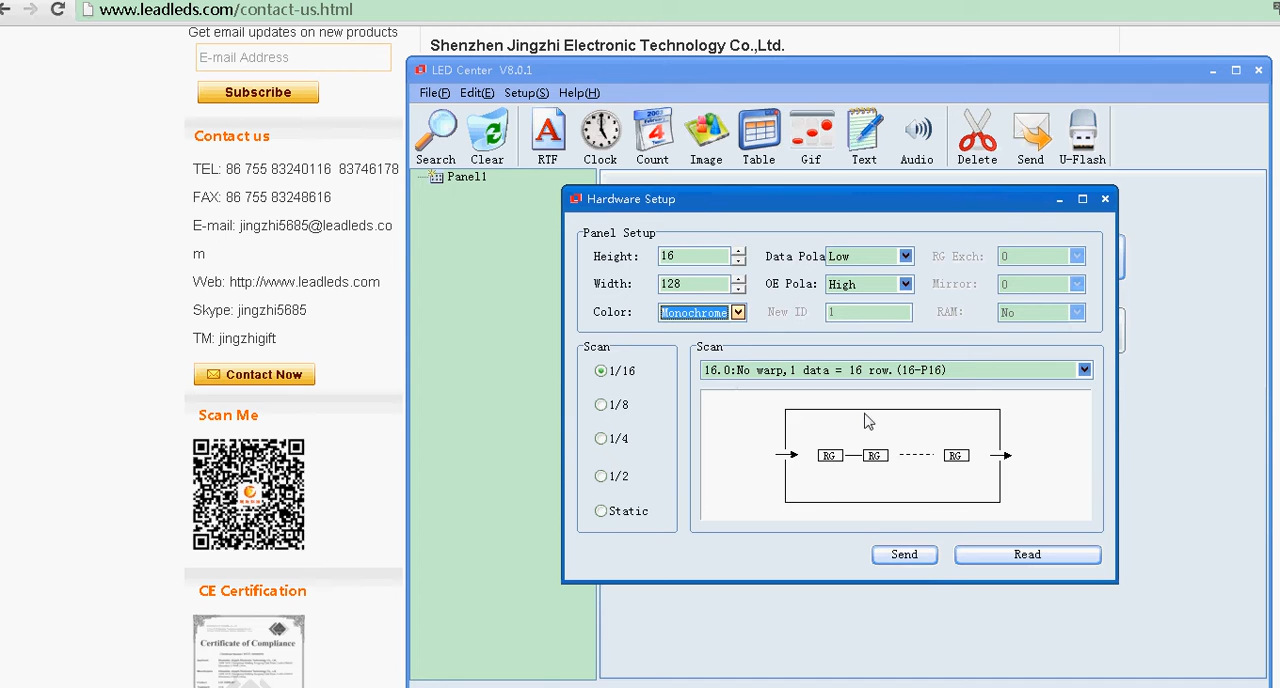 www.leadleds.com/contact-us.html
Get email updates on new products
E-mail Address
Subscribe
Contact us
TEL: 86 755 83240116 83746178
FAX: 86 755 83248616
E-mail: jingzhi5685@leadleds.co
m
Web: http://www.leadleds.com
Skype: jingzhi5685
TM: jingzhigift
Contact Now
Scan Me
CE Certification
Certificate of Compliance
Shenzhen Jingzhi Electronic Technology Co.,Ltd.
LED Center V8.0.1
File(F) Edit(E) Setup(S) Help(H)
Search Clear RTF Clock Count Image Table Gif Text Audio Delete Send U-Flash
Panel1
Hardware Setup
Panel Setup
Height: 16 Data Pola Low RG Exch: 0
Width: 128 OE Pola: High Mirror: 0
Color: Monochrome New ID 1 RAM: No
Scan
1/16
1/8
1/4
1/2
Static
Scan
16.0:No warp,1 data = 16 row.(16-P16)
RG RG RG
Send Read